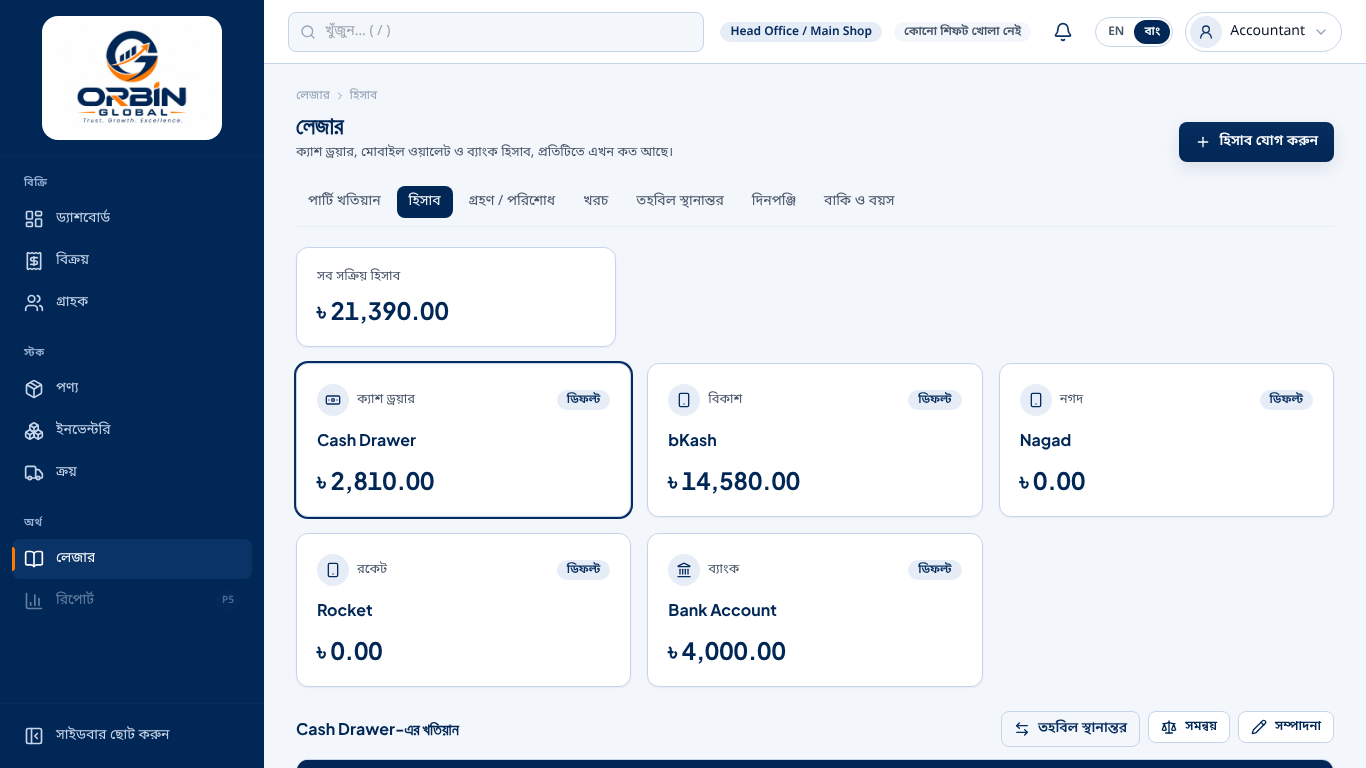 ORBIN
GLOBAL
Trust. Growth. Excellence.
খুঁজুন... ( / )
Head Office / Main Shop
কোনো শিফট খোলা নেই
EN
বাং
Accountant
বিক্রি
ড্যাশবোর্ড
বিক্রয়
গ্রাহক
স্টক
পণ্য
ইনভেন্টরি
ক্রয়
অর্থ
লেজার
রিপোর্ট
P5
সাইডবার ছোট করুন
লেজার
হিসাব
লেজার
ক্যাশ ড্রয়ার, মোবাইল ওয়ালেট ও ব্যাংক হিসাব, প্রতিটিতে এখন কত আছে।
হিসাব যোগ করুন
পার্টি খতিয়ান
হিসাব
গ্রহণ / পরিশোধ
খরচ
তহবিল স্থানান্তর
দিনপঞ্জি
বাকি ও বয়স
সব সক্রিয় হিসাব
৳ 21,390.00
ক্যাশ ড্রয়ার
ডিফল্ট
Cash Drawer
৳ 2,810.00
বিকাশ
ডিফল্ট
bKash
৳ 14,580.00
নগদ
ডিফল্ট
Nagad
৳ 0.00
রকেট
ডিফল্ট
Rocket
৳ 0.00
ব্যাংক
ডিফল্ট
Bank Account
৳ 4,000.00
Cash Drawer-এর খতিয়ান
তহবিল স্থানান্তর
সমন্বয়
সম্পাদনা